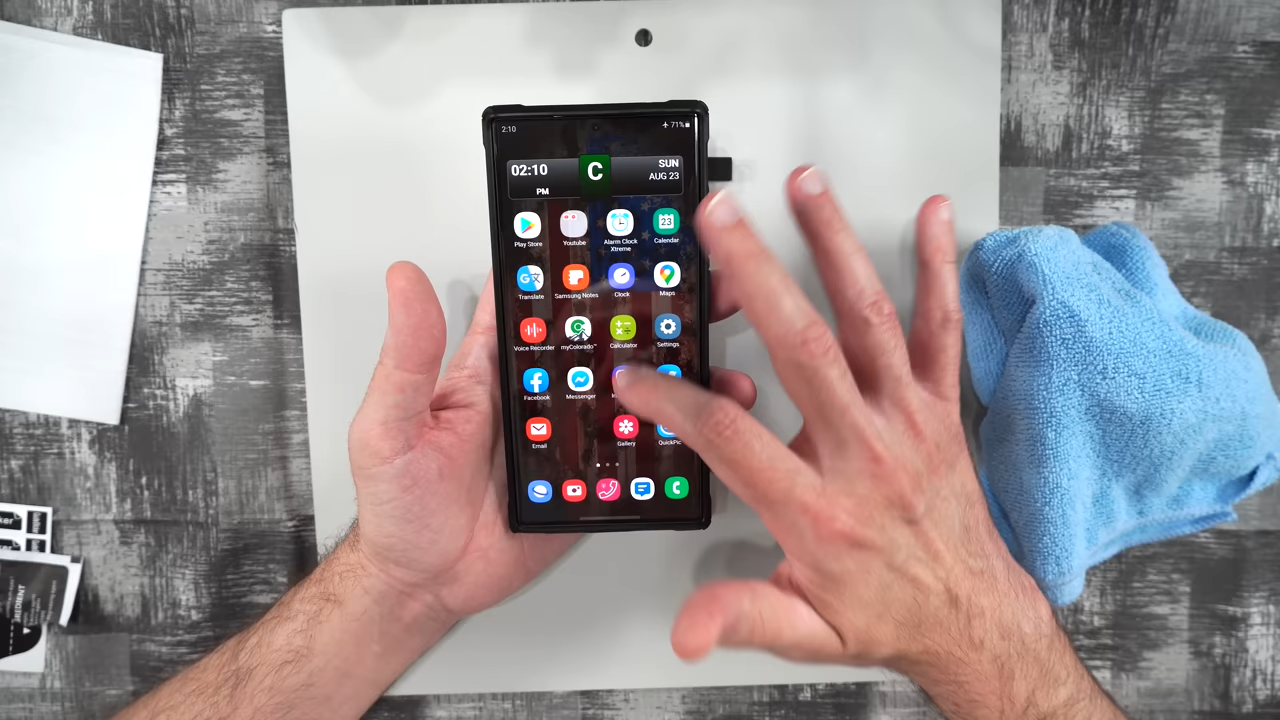 2:10
71%
02:10
C
SUN
PM
AUG 23
Play Store
Youtube
Alarm Clock
Xtreme
23
Calendar
Translate
Samsung Notes
Clock
Maps
Voice Recorder
myColorado™
Calculator
Settings
Facebook
Messenger
Email
Gallery
QuickPic